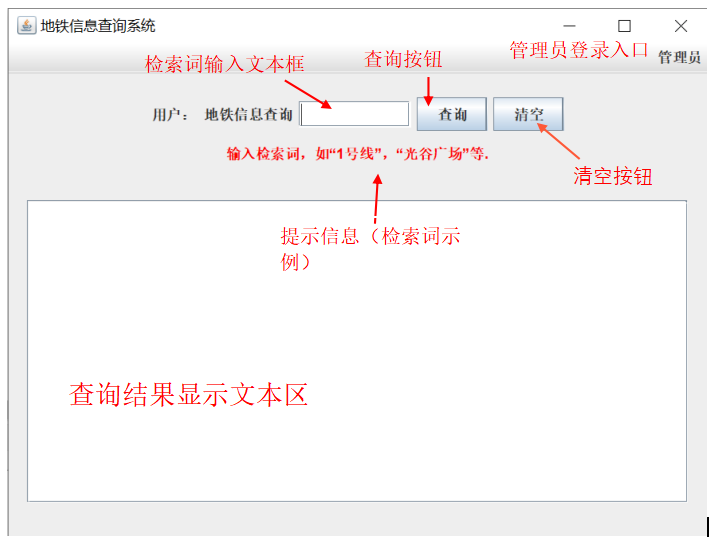 地铁信息查询系统
管理员登录入口
管理员
检索词输入文本框
查询按钮
用户： 地铁信息查询 查询 清空
输入检索词，如“1号线”，“光谷广场”等.
清空按钮
提示信息（检索词示
例）
查询结果显示文本区